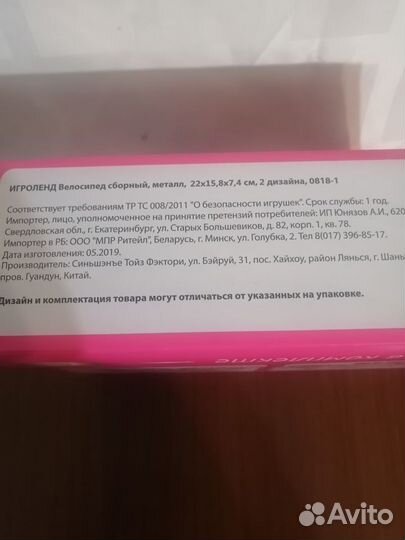 ИГРОЛЕНД Велосипед сборный, металл, 22х15,8х7,4 см, 2 дизайна, 0818-1
Соответствует требованиям ТР ТС 008/2011 "О безопасности игрушек". Срок службы: 1 год.
Импортер, лицо, уполномоченное на принятие претензий потребителей: ИП Юнязов А.И., 620
Свердловская обл., г. Екатеринбург, ул. Старых Большевиков, д. 82, корп. 1, кв. 78.
Импортер в РБ: ООО "МПР Ритейл", Беларусь, г. Минск, ул. Голубка, 2. Тел 8(017) 396-85-17.
Дата изготовления: 05.2019.
Производитель: Синьшэнъе Тойз Фэктори, ул. Бэйруй, 31, пос. Хайхоу, район Лянься, г. Шань
пров. Гуандун, Китай.
Дизайн и комплектация товара могут отличаться от указанных на упаковке.
в комплекте
Avito